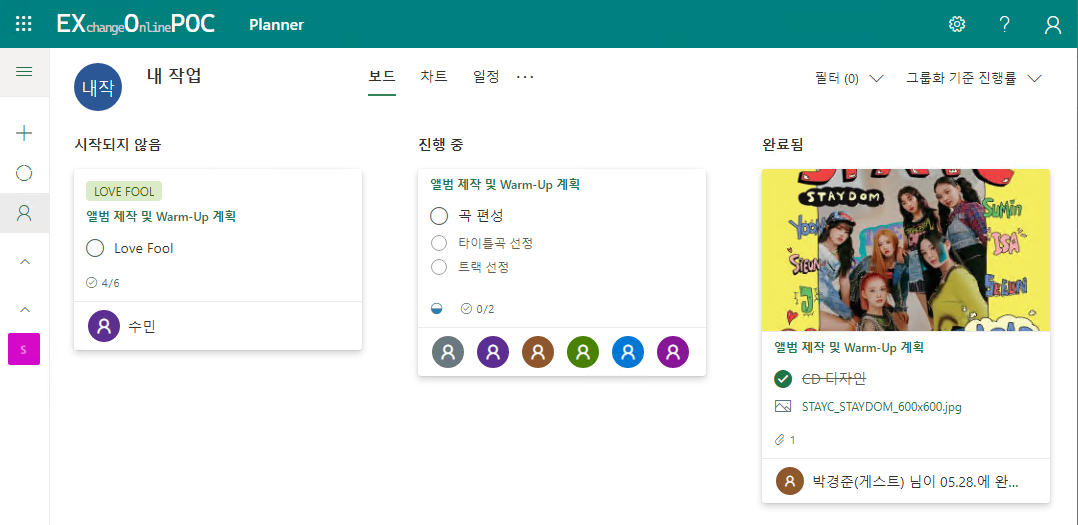 EXchangeOnlinePOC
Planner
내작
내 작업
보드
차트
일정
필터 (0)
그룹화 기준 진행률
시작되지 않음
LOVE FOOL
앨범 제작 및 Warm-Up 계획
Love Fool
4/6
수민
진행 중
앨범 제작 및 Warm-Up 계획
곡 편성
타이틀곡 선정
트랙 선정
0/2
완료됨
STAYDOM
YOON
SUMiN
ISA
SIEUN
SEEUN
J
앨범 제작 및 Warm-Up 계획
CD 디자인
STAYC_STAYDOM_600x600.jpg
1
박경준(게스트) 님이 05.28.에 완...
S